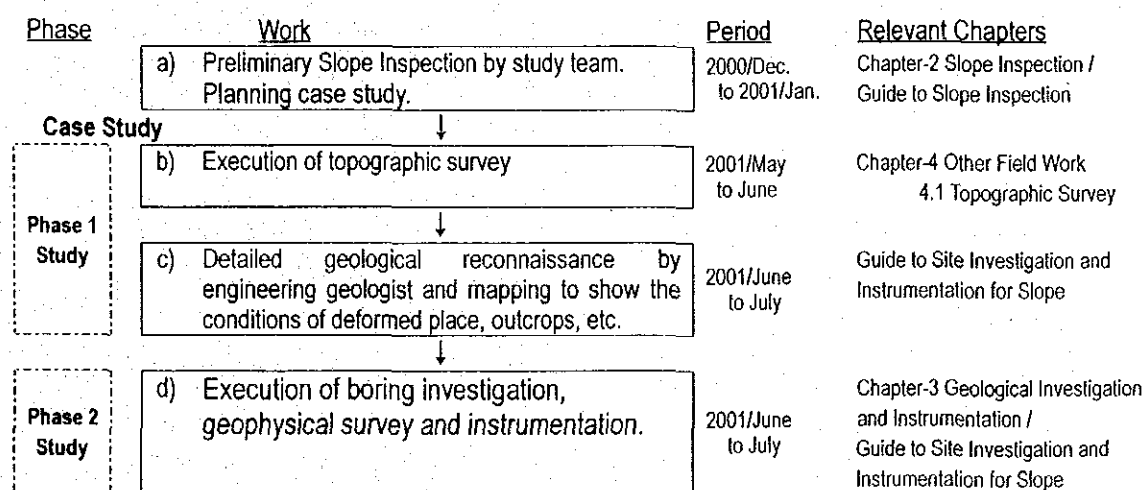 Phase Work Period Relevant Chapters
a) Preliminary Slope Inspection by study team.
Planning case study.
2000/Dec.
to 2001/Jan.
Chapter-2 Slope Inspection /
Guide to Slope Inspection
Case Study
↓
Phase 1
Study
b) Execution of topographic survey
2001/May
to June
Chapter-4 Other Field Work
4.1 Topographic Survey
↓
c) Detailed geological reconnaissance by
engineering geologist and mapping to show the
conditions of deformed place, outcrops, etc.
2001/June
to July
Guide to Site Investigation and
Instrumentation for Slope
↓
Phase 2
Study
d) Execution of boring investigation,
geophysical survey and instrumentation.
2001/June
to July
Chapter-3 Geological Investigation
and Instrumentation /
Guide to Site Investigation and
Instrumentation for Slope